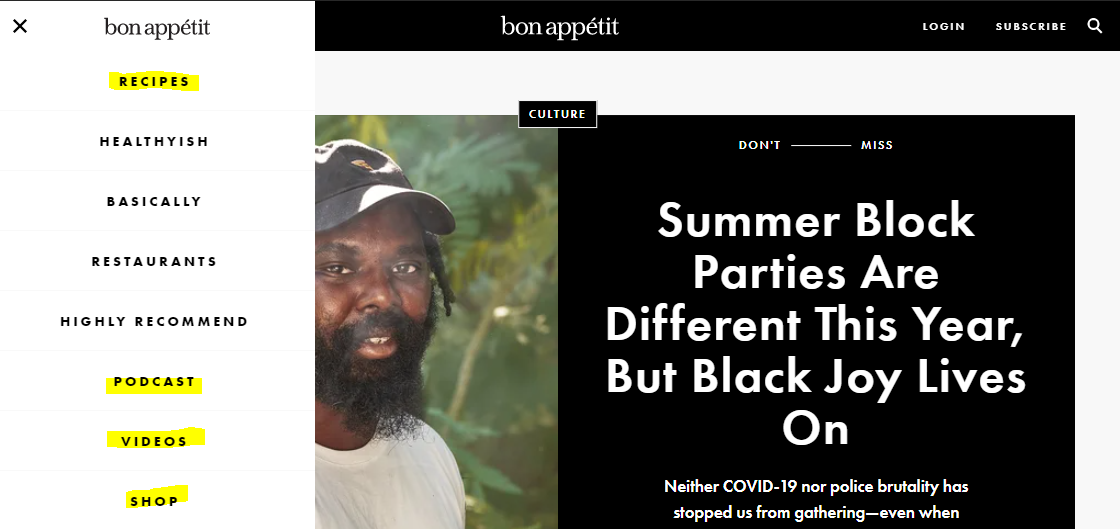 bon appétit
RECIPES
HEALTHYISH
BASICALLY
RESTAURANTS
HIGHLY RECOMMEND
PODCAST
VIDEOS
SHOP
bon appétit
LOGIN SUBSCRIBE
CULTURE
DON'T MISS
Summer Block
Parties Are
Different This Year,
But Black Joy Lives
On
Neither COVID-19 nor police brutality has
stopped us from gathering—even when